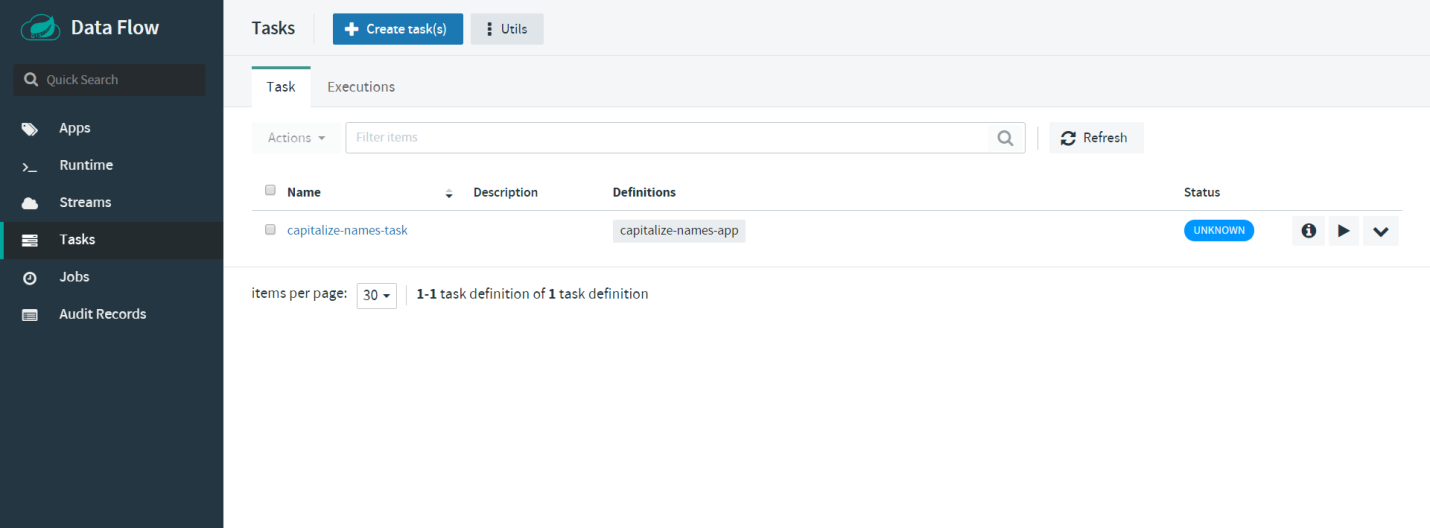 Data Flow
Quick Search
Apps
Runtime
Streams
Tasks
Jobs
Audit Records
Tasks Create task(s) Utils
Task Executions
Actions Filter items Refresh
Name Description Definitions Status
capitalize-names-task capitalize-names-app UNKNOWN
items per page: 30 1-1 task definition of 1 task definition